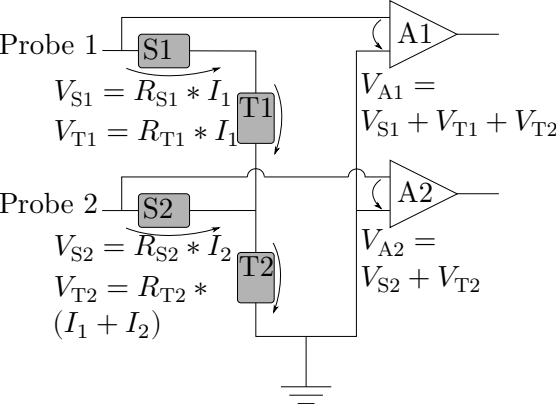 Probe 1
S1
A1
V_S1 = R_S1 * I_1
T1
V_T1 = R_T1 * I_1
V_A1 =
V_S1 + V_T1 + V_T2
Probe 2
S2
A2
V_S2 = R_S2 * I_2
T2
V_T2 = R_T2 *
(I_1 + I_2)
V_A2 =
V_S2 + V_T2